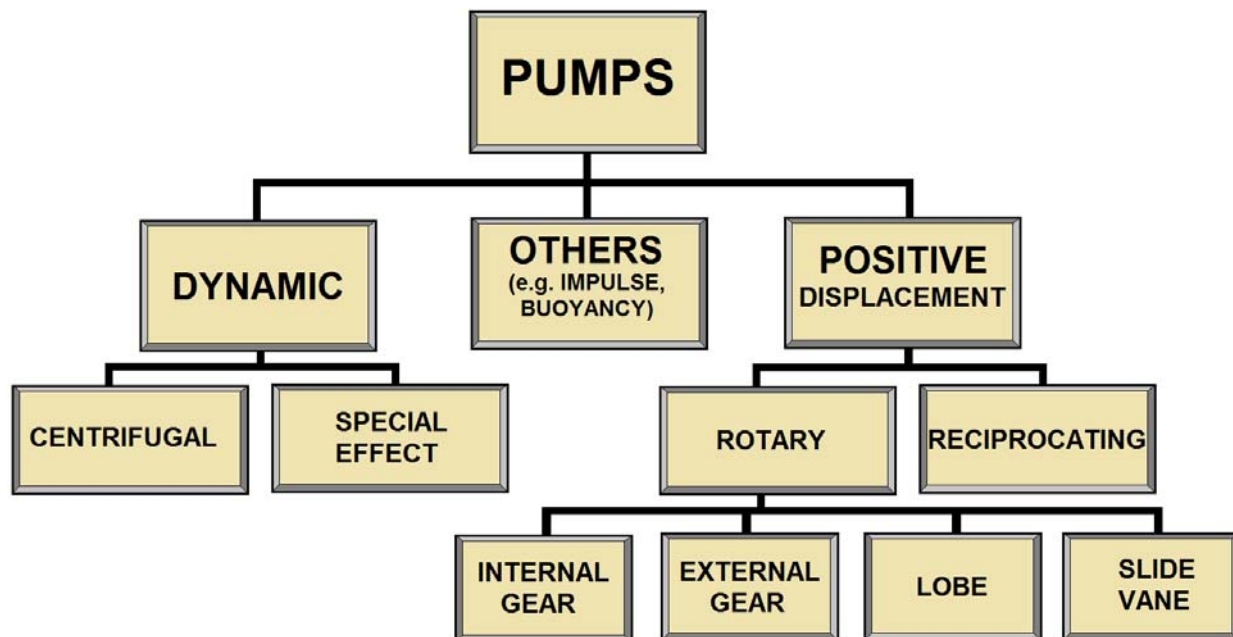 PUMPS
DYNAMIC
OTHERS
(e.g. IMPULSE,
BUOYANCY)
POSITIVE
DISPLACEMENT
CENTRIFUGAL
SPECIAL
EFFECT
ROTARY
RECIPROCATING
INTERNAL
GEAR
EXTERNAL
GEAR
LOBE
SLIDE
VANE